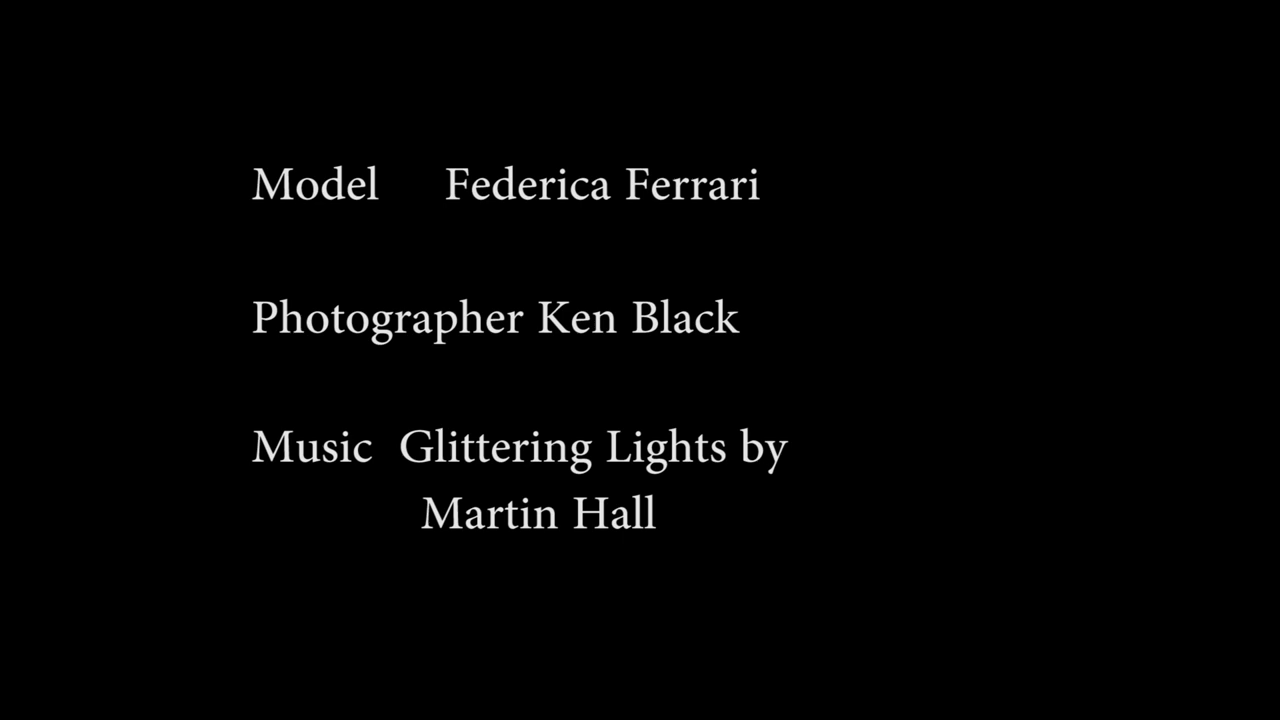 Model Federica Ferrari
Photographer Ken Black
Music Glittering Lights by
Martin Hall